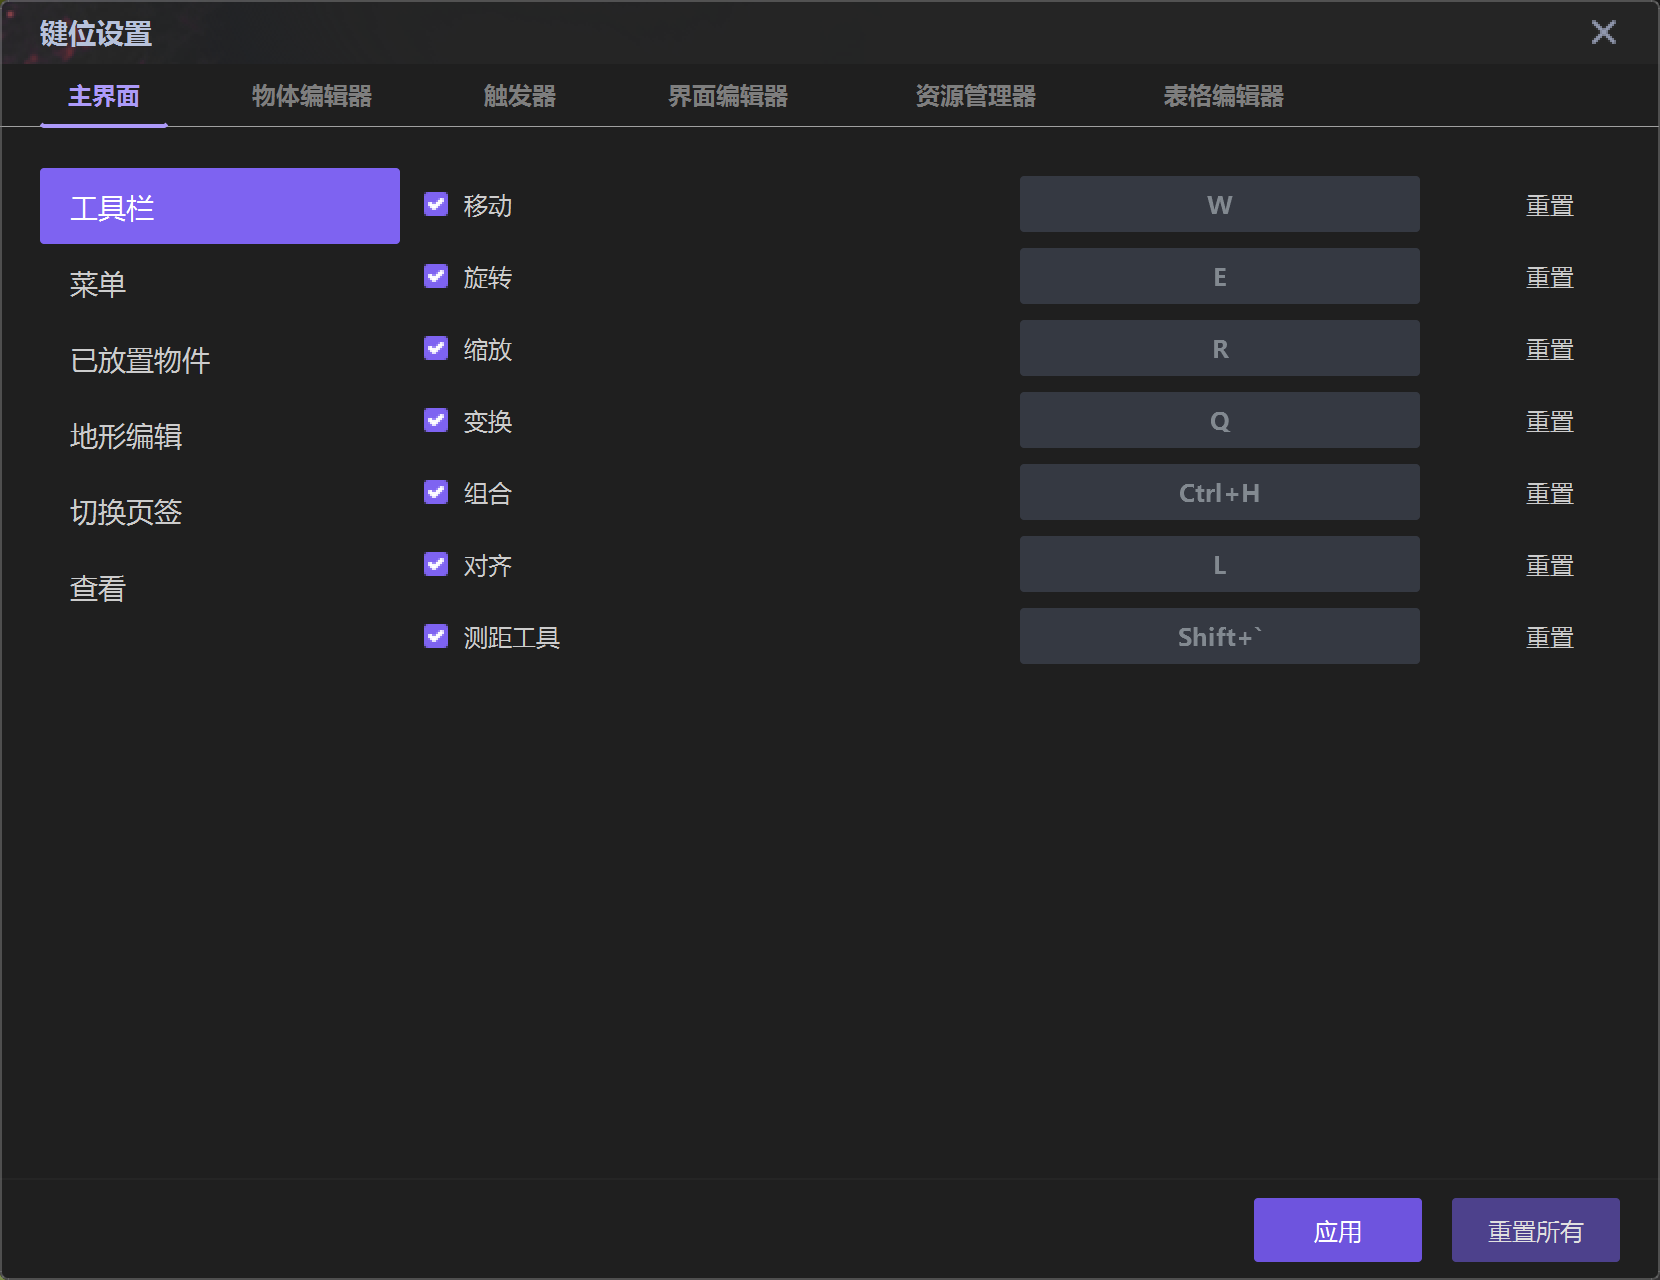 键位设置
主界面 物体编辑器 触发器 界面编辑器 资源管理器 表格编辑器
工具栏
菜单
已放置物件
地形编辑
切换页签
查看
移动 W 重置
旋转 E 重置
缩放 R 重置
变换 Q 重置
组合 Ctrl+H 重置
对齐 L 重置
测距工具 Shift+` 重置
应用 重置所有